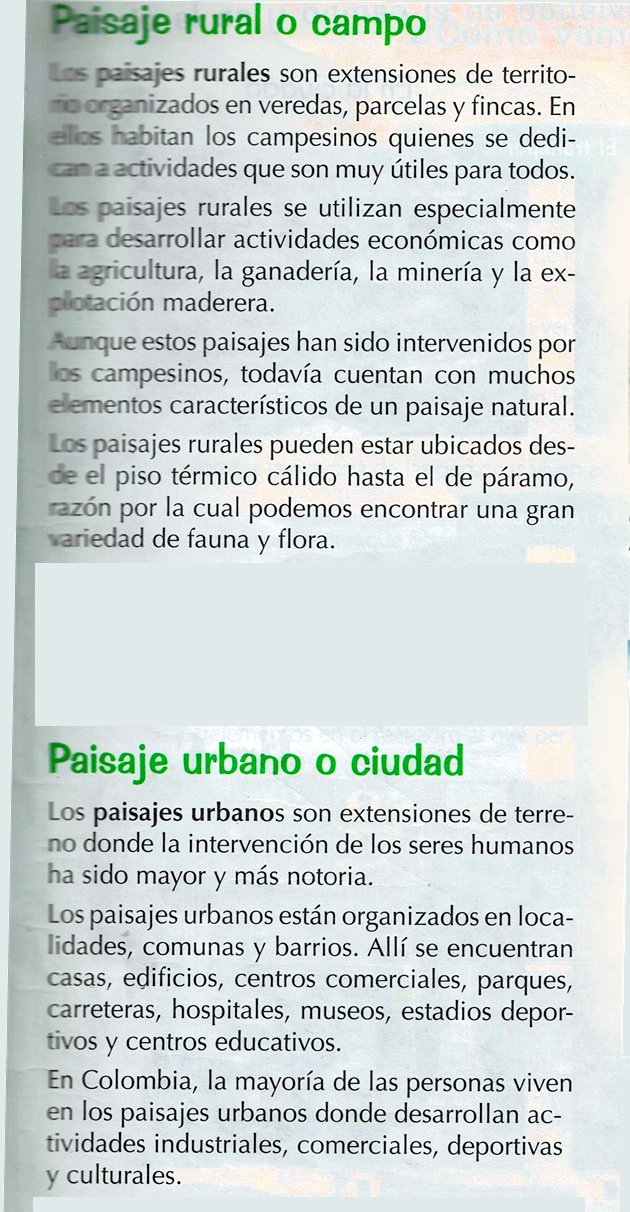 Paisaje rural o campo
Los paisajes rurales son extensiones de territo-
rio organizados en veredas, parcelas y fincas. En
ellos habitan los campesinos quienes se dedi-
can a actividades que son muy útiles para todos.
Los paisajes rurales se utilizan especialmente
para desarrollar actividades económicas como
la agricultura, la ganadería, la minería y la ex-
plotación maderera.
Aunque estos paisajes han sido intervenidos por
los campesinos, todavía cuentan con muchos
elementos característicos de un paisaje natural.
Los paisajes rurales pueden estar ubicados des-
de el piso térmico cálido hasta el de páramo,
razón por la cual podemos encontrar una gran
variedad de fauna y flora.
Paisaje urbano o ciudad
Los paisajes urbanos son extensiones de terre-
no donde la intervención de los seres humanos
ha sido mayor y más notoria.
Los paisajes urbanos están organizados en loca-
lidades, comunas y barrios. Allí se encuentran
casas, edificios, centros comerciales, parques,
carreteras, hospitales, museos, estadios depor-
tivos y centros educativos.
En Colombia, la mayoría de las personas viven
en los paisajes urbanos donde desarrollan ac-
tividades industriales, comerciales, deportivas
y culturales.